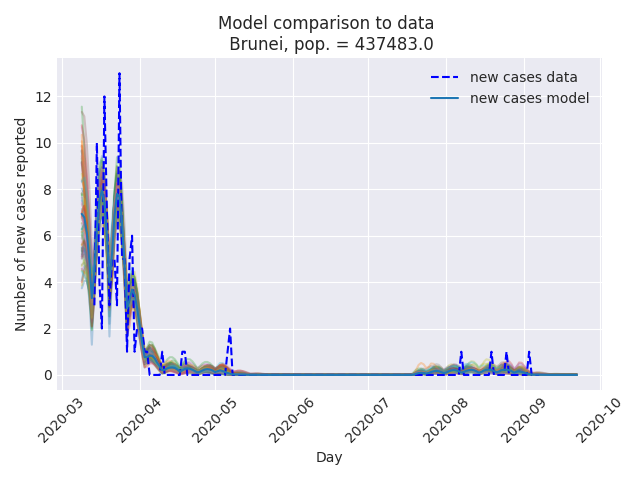 Model comparison to data
Brunei, pop. = 437483.0
new cases data
new cases model
Number of new cases reported
12
10
8
6
4
2
0
2020-03
2020-04
2020-05
2020-06
2020-07
2020-08
2020-09
2020-10
Day